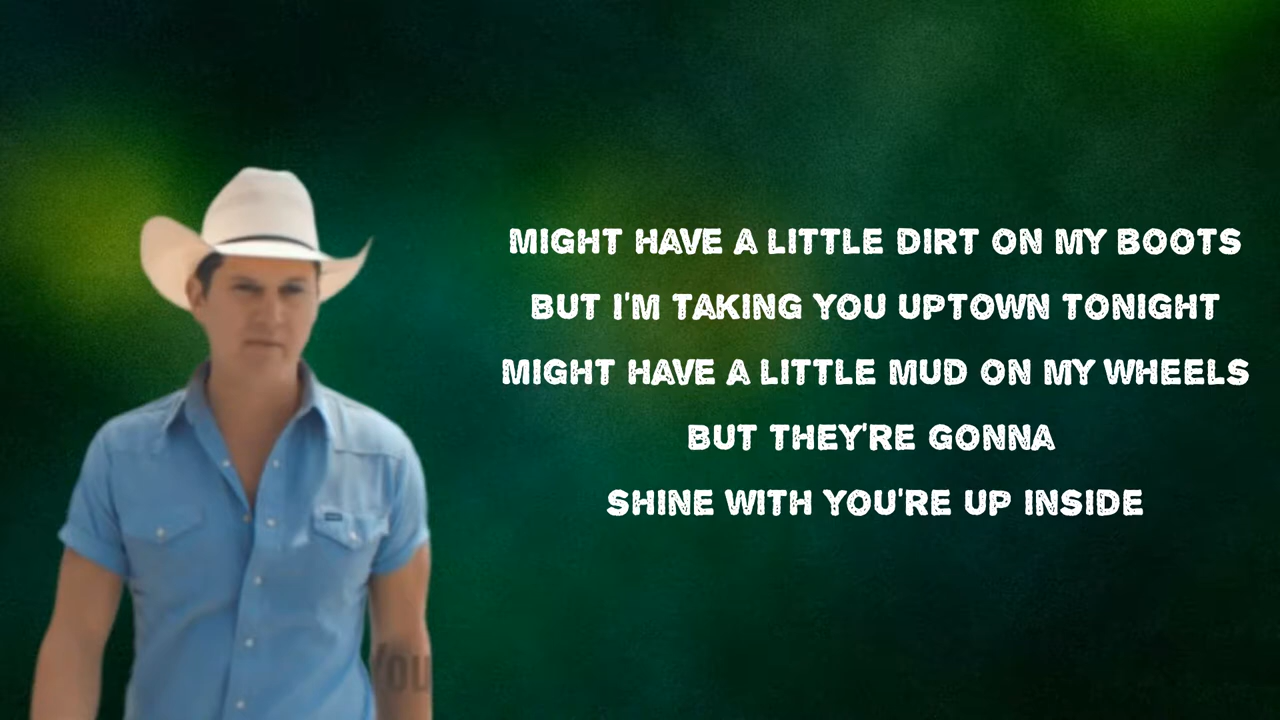 MIGHT HAVE A LITTLE DIRT ON MY BOOTS
BUT I'M TAKING YOU UPTOWN TONIGHT
MIGHT HAVE A LITTLE MUD ON MY WHEELS
BUT THEY'RE GONNA
SHINE WITH YOU'RE UP INSIDE
You